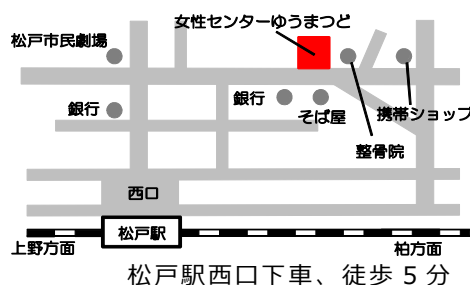 女性センターゆうまつど
松戸市民劇場
銀行
銀行
そば屋
携帯ショップ
整骨院
西口
松戸駅
上野方面
柏方面
松戸駅西口下車、徒歩5分